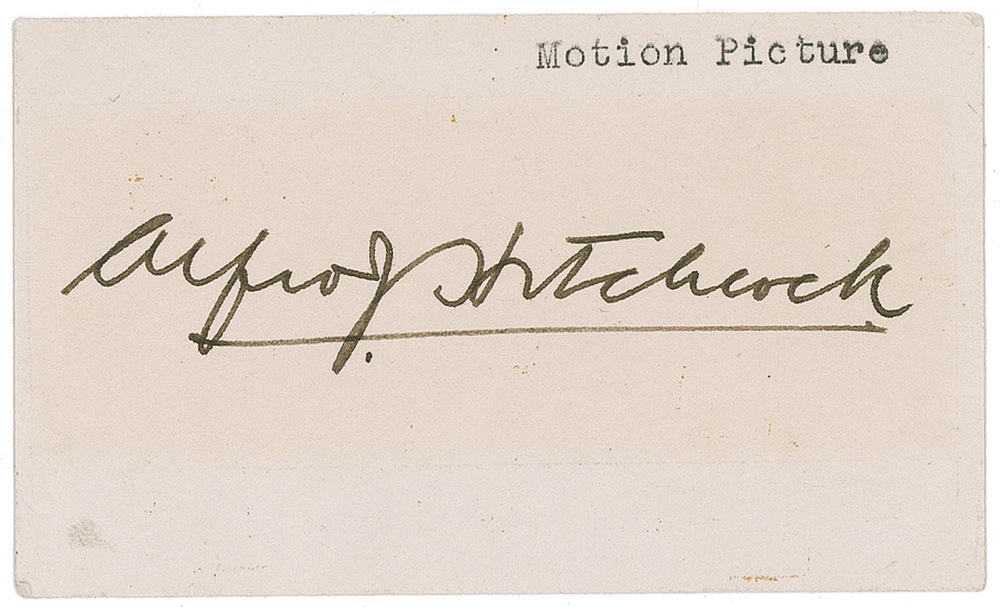 Motion Picture
Alfred J. Hitchcock